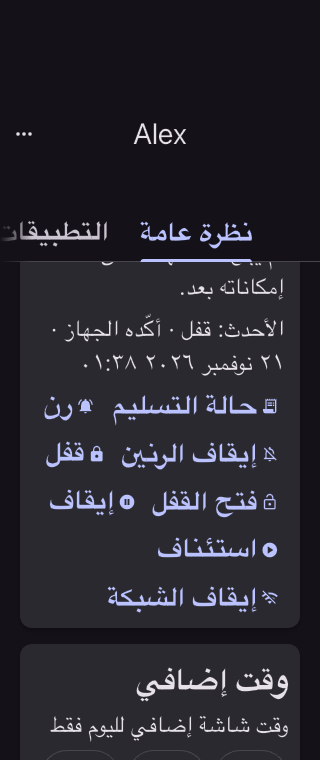 Alex
نظرة عامة التطبيقات
إمكاناته بعد.
الأحدث: قفل · أكّده الجهاز ·
٢١ نوفمبر ٢٠٢٦ ٠١:٣٨
حالة التسليم رن
إيقاف الرنين قفل
فتح القفل إيقاف
استئناف
إيقاف الشبكة
وقت إضافي
وقت شاشة إضافي لليوم فقط